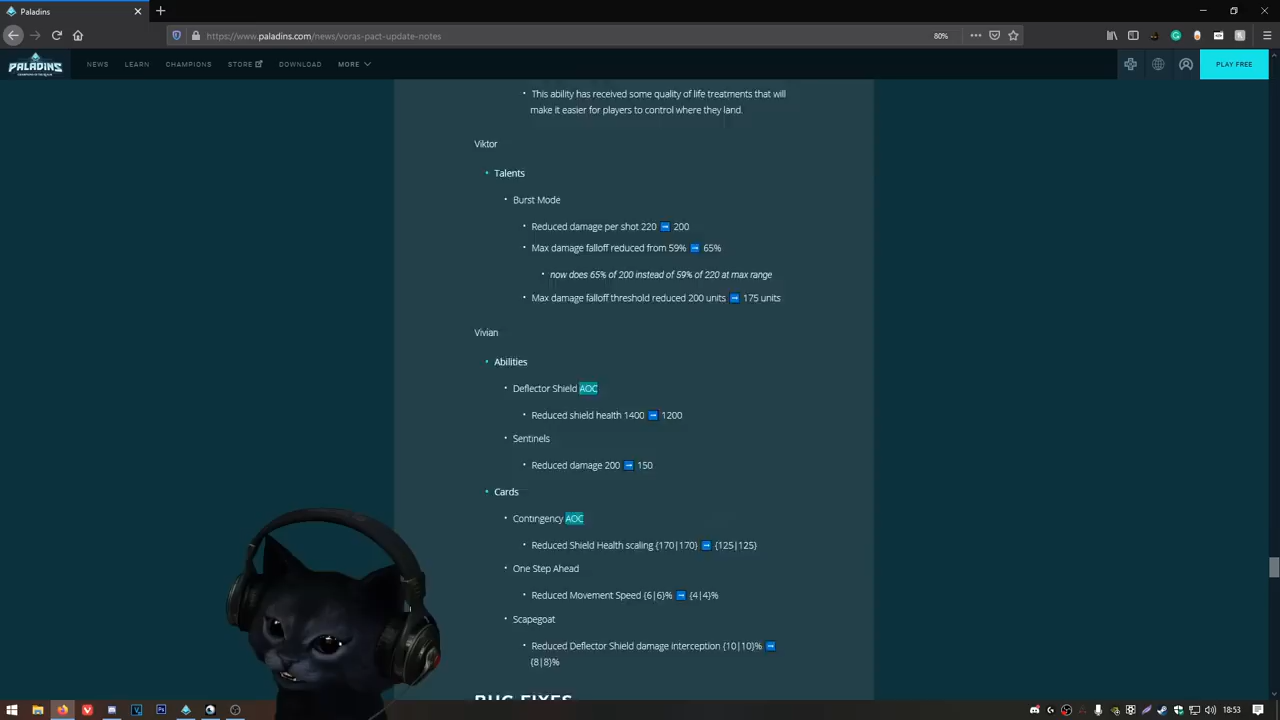 Paladins
https://www.paladins.com/news/voras-pact-update-notes
80%
PALADINS
NEWS
LEARN
CHAMPIONS
STORE
DOWNLOAD
MORE
PLAY FREE
• This ability has received some quality of life treatments that will
make it easier for players to control where they land.
Viktor
• Talents
• Burst Mode
• Reduced damage per shot 220 ➡ 200
• Max damage falloff reduced from 59% ➡ 65%
• now does 65% of 200 instead of 59% of 220 at max range
• Max damage falloff threshold reduced 200 units ➡ 175 units
Vivian
• Abilities
• Deflector Shield AOC
• Reduced shield health 1400 ➡ 1200
• Sentinels
• Reduced damage 200 ➡ 150
• Cards
• Contingency AOC
• Reduced Shield Health scaling {170|170} ➡ {125|125}
• One Step Ahead
• Reduced Movement Speed {6|6}% ➡ {4|4}%
• Scapegoat
• Reduced Deflector Shield damage interception {10|10}% ➡
{8|8}%
BUG FIXES
18:53